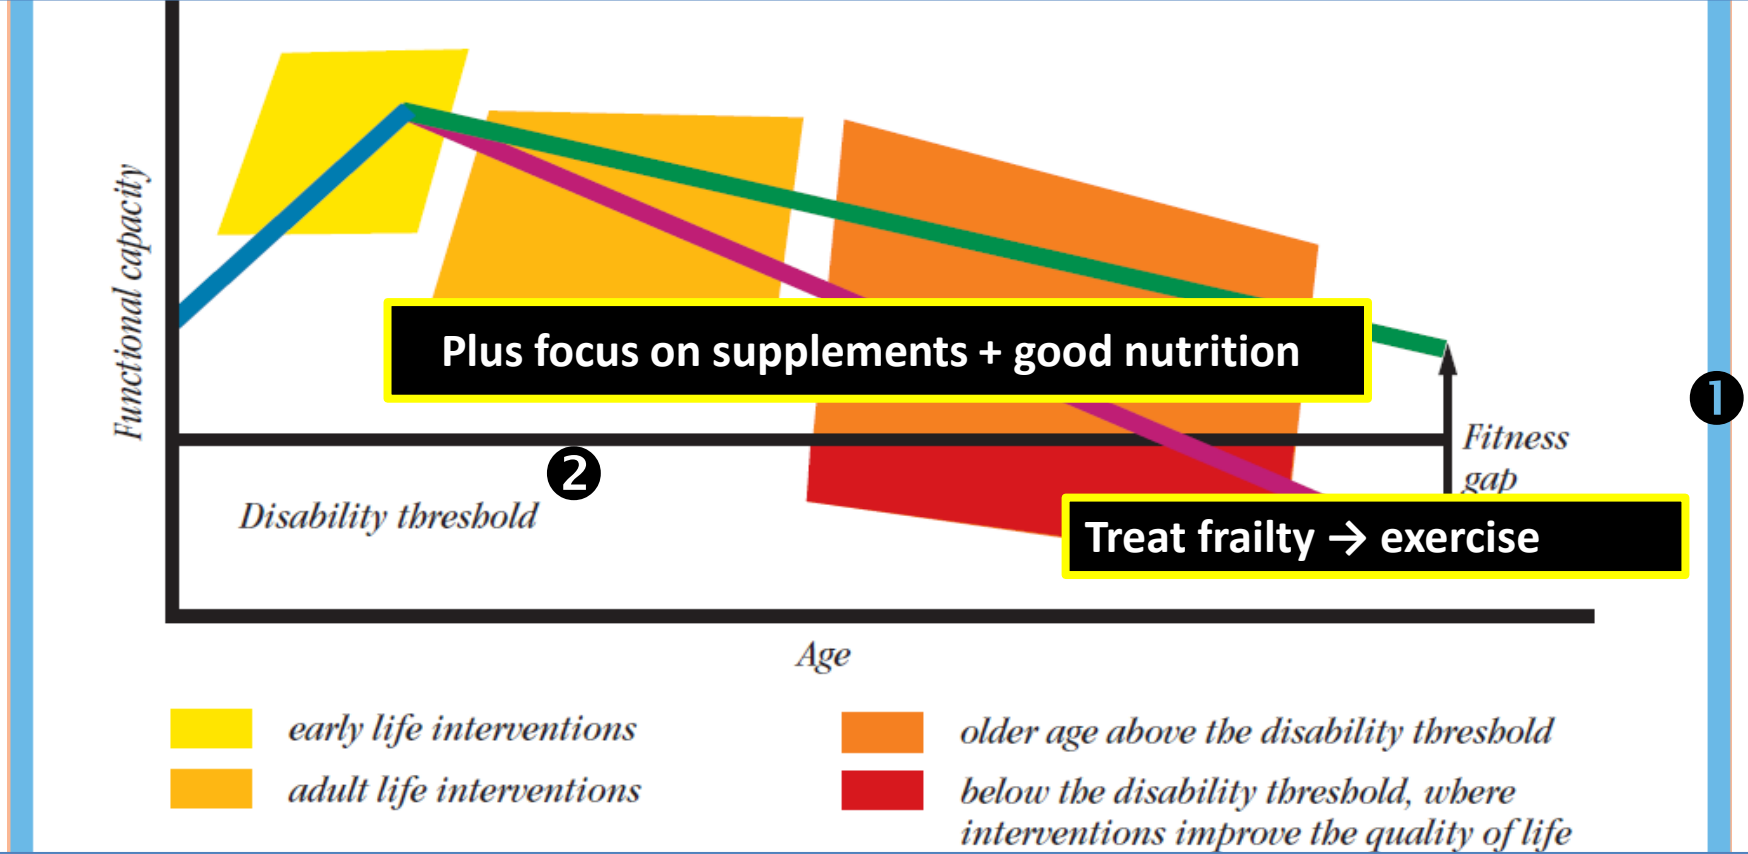 Functional capacity
Plus focus on supplements + good nutrition
❶
Fitness
gap
❷
Disability threshold
Treat frailty → exercise
Age
early life interventions
adult life interventions
older age above the disability threshold
below the disability threshold, where
interventions improve the quality of life